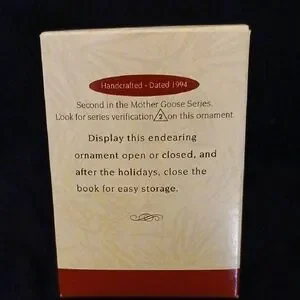 Handcrafted - Dated 1994
Second in the Mother Goose Series.
Look for series verification 2 on this ornament.
Display this endearing
ornament open or closed, and
after the holidays, close the
book for easy storage.